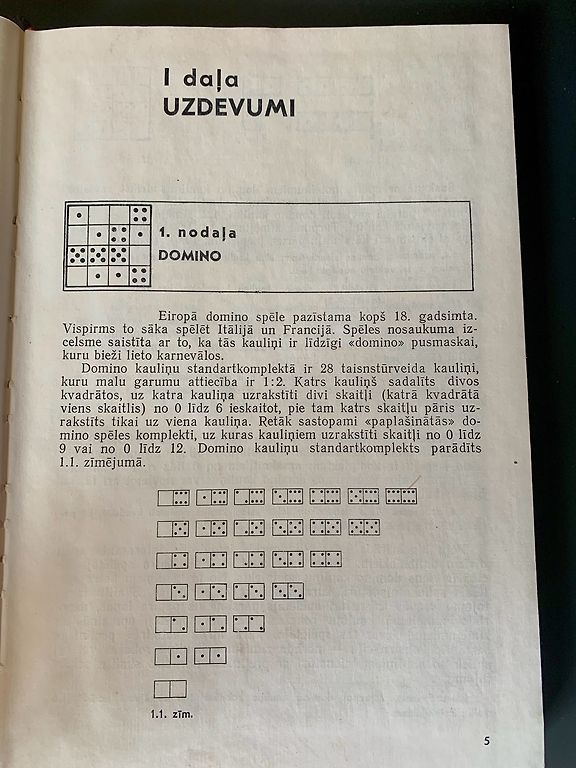 I daļa
UZDEVUMI
1. nodaļa
DOMINO
Eiropā domino spēle pazīstama kopš 18. gadsimta.
Vispirms to sāka spēlēt Itālijā un Francijā. Spēles nosaukuma iz-
celsme saistīta ar to, ka tās kauliņi ir līdzīgi «domino» pusmaskai,
kuru bieži lieto karnevālos.
Domino kauliņu standartkomplektā ir 28 taisnstūrveida kauliņi,
kuru malu garumu attiecība ir 1:2. Katrs kauliņš sadalīts divos
kvadrātos, uz katra kauliņa uzrakstīti divi skaitļi (katrā kvadrātā
viens skaitlis) no 0 līdz 6 ieskaitot, pie tam katrs skaitļu pāris uz-
rakstīts tikai uz viena kauliņa. Retāk sastopami «paplašinātās» do-
mino spēles komplekti, uz kuras kauliņiem uzrakstīti skaitļi no 0 līdz
9 vai no 0 līdz 12. Domino kauliņu standartkomplekts parādīts
1.1. zīmējumā.
1.1. zīm.
5